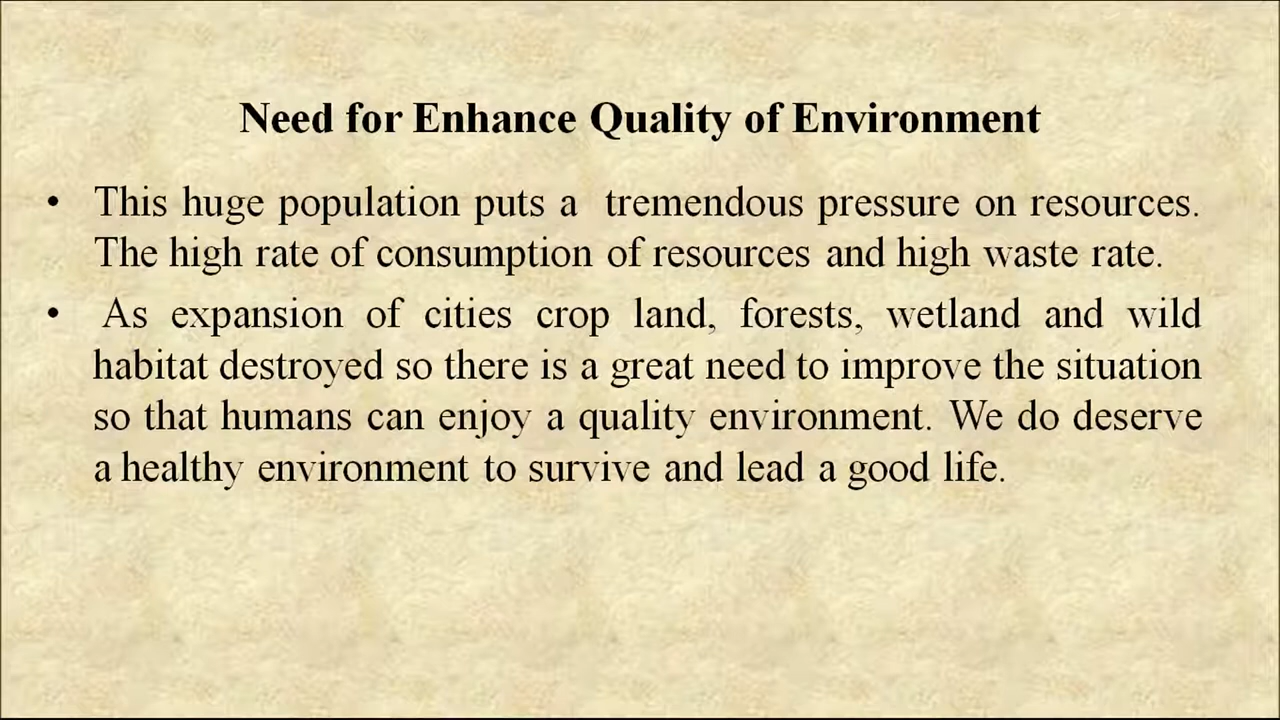 Need for Enhance Quality of Environment
• This huge population puts a tremendous pressure on resources.
The high rate of consumption of resources and high waste rate.
• As expansion of cities crop land, forests, wetland and wild
habitat destroyed so there is a great need to improve the situation
so that humans can enjoy a quality environment. We do deserve
a healthy environment to survive and lead a good life.